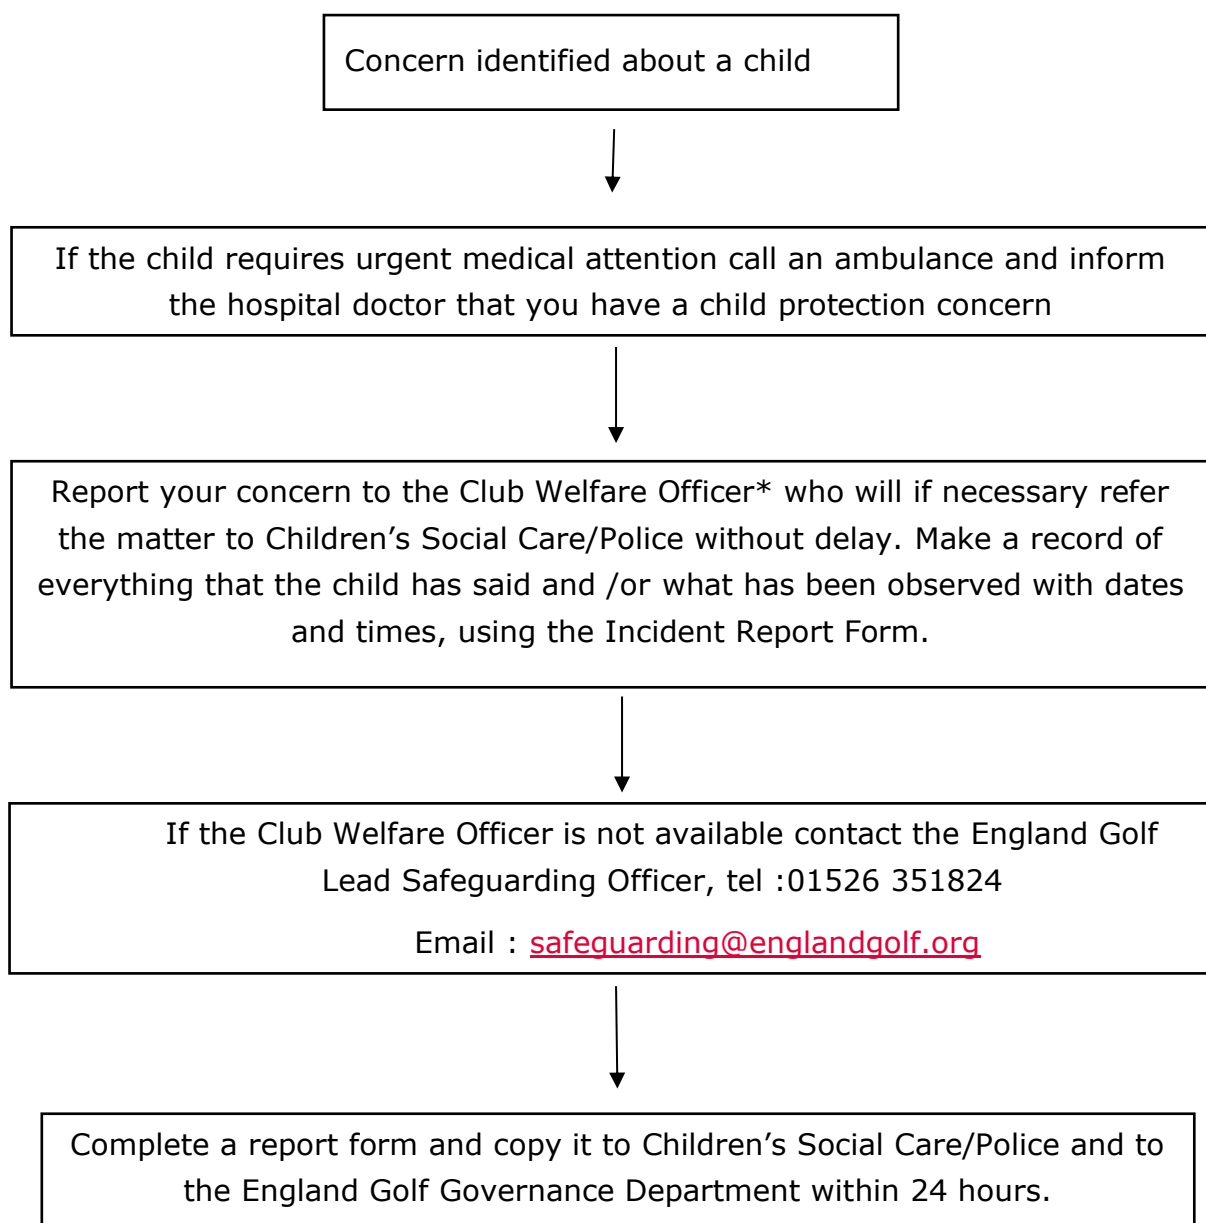 Concern identified about a child
If the child requires urgent medical attention call an ambulance and inform
the hospital doctor that you have a child protection concern
Report your concern to the Club Welfare Officer* who will if necessary refer
the matter to Children’s Social Care/Police without delay. Make a record of
everything that the child has said and /or what has been observed with dates
and times, using the Incident Report Form.
If the Club Welfare Officer is not available contact the England Golf
Lead Safeguarding Officer, tel :01526 351824
Email : safeguarding@englandgolf.org
Complete a report form and copy it to Children’s Social Care/Police and to
the England Golf Governance Department within 24 hours.